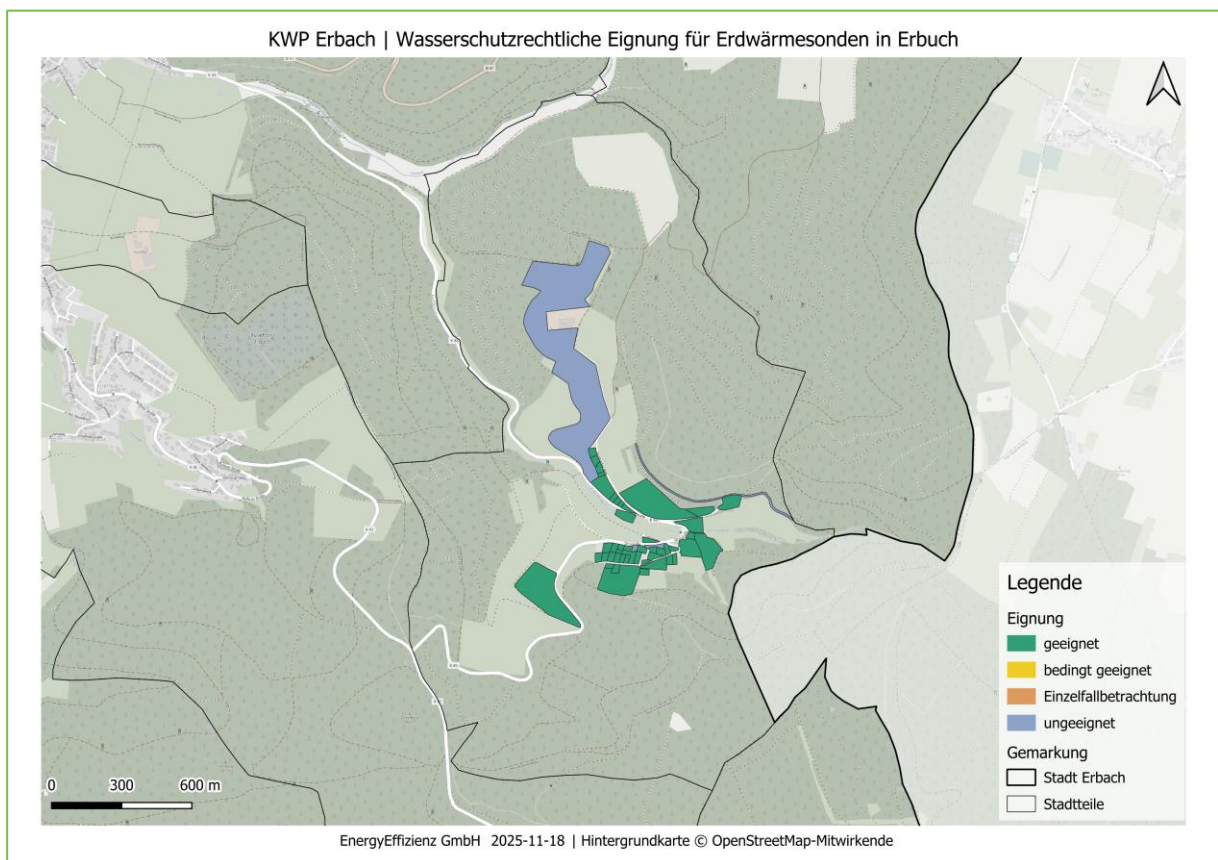 KWP Erbach | Wasserschutzrechtliche Eignung für Erdwärmesonden in Erbuch
Legende
Eignung
geeignet
bedingt geeignet
Einzelfallbetrachtung
ungeeignet
Gemarkung
Stadt Erbach
Stadtteile
0 300 600 m
EnergyEffizienz GmbH 2025-11-18 | Hintergrundkarte © OpenStreetMap-Mitwirkende